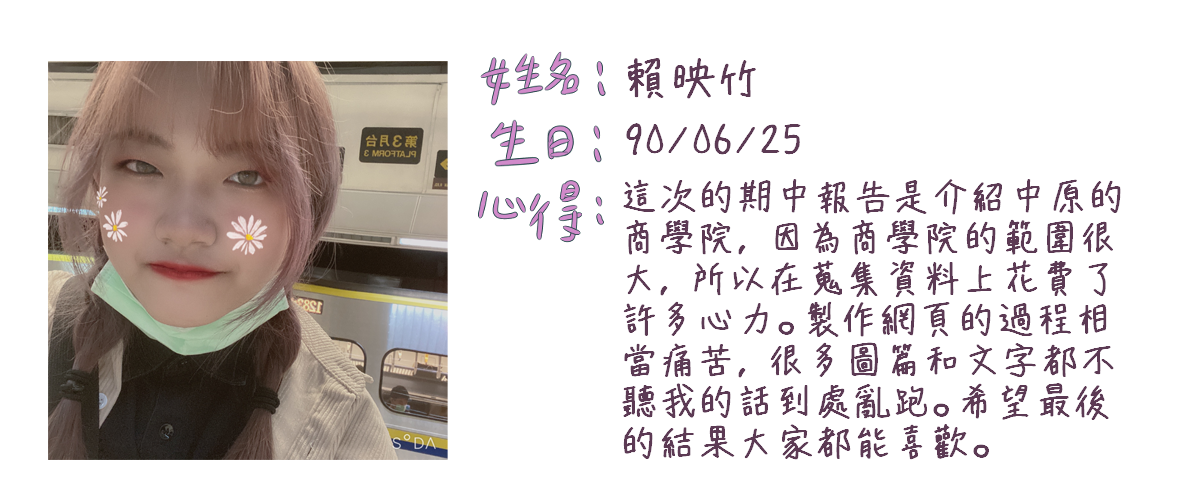 姓名：賴映竹
生日：90/06/25
心得：這次的期中報告是介紹中原的
商學院，因為商學院的範圍很
大，所以在蒐集資料上花費了
許多心力。製作網頁的過程相
當痛苦，很多圖篇和文字都不
聽我的話到處亂跑。希望最後
的結果大家都能喜歡。
第3月台
PLATFORM 3
SODA